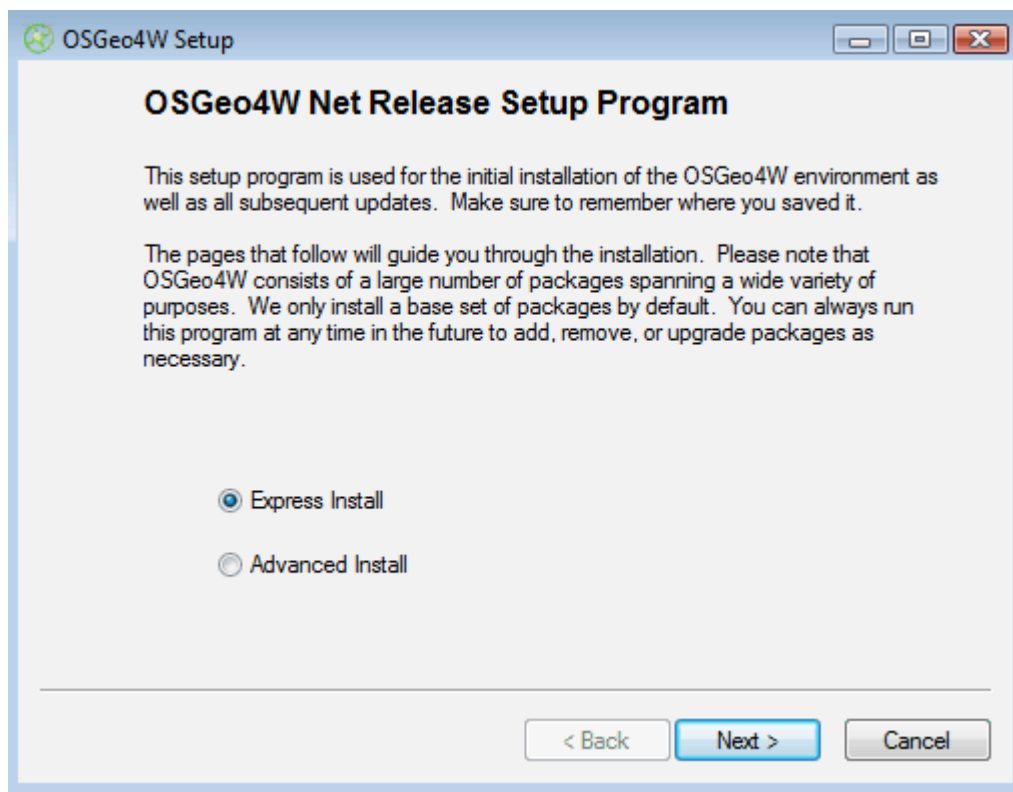 OSGeo4W Setup
OSGeo4W Net Release Setup Program
This setup program is used for the initial installation of the OSGeo4W environment as
well as all subsequent updates.  Make sure to remember where you saved it.
The pages that follow will guide you through the installation.  Please note that
OSGeo4W consists of a large number of packages spanning a wide variety of
purposes.  We only install a base set of packages by default.  You can always run
this program at any time in the future to add, remove, or upgrade packages as
necessary.
Express Install
Advanced Install
< Back Next > Cancel